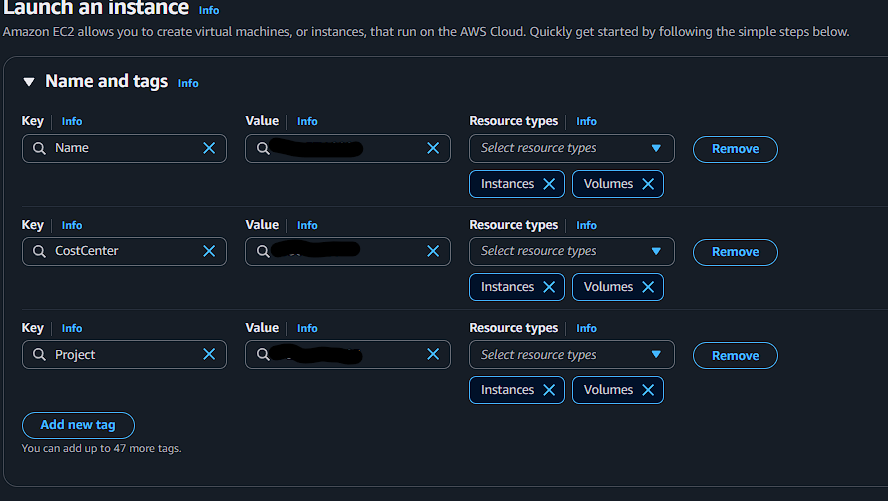 Launch an instance Info
Amazon EC2 allows you to create virtual machines, or instances, that run on the AWS Cloud. Quickly get started by following the simple steps below.
Name and tags Info
Key Info Value Info Resource types Info
Name Select resource types Remove
Instances Volumes
Key Info Value Info Resource types Info
CostCenter Select resource types Remove
Instances Volumes
Key Info Value Info Resource types Info
Project Select resource types Remove
Instances Volumes
Add new tag
You can add up to 47 more tags.